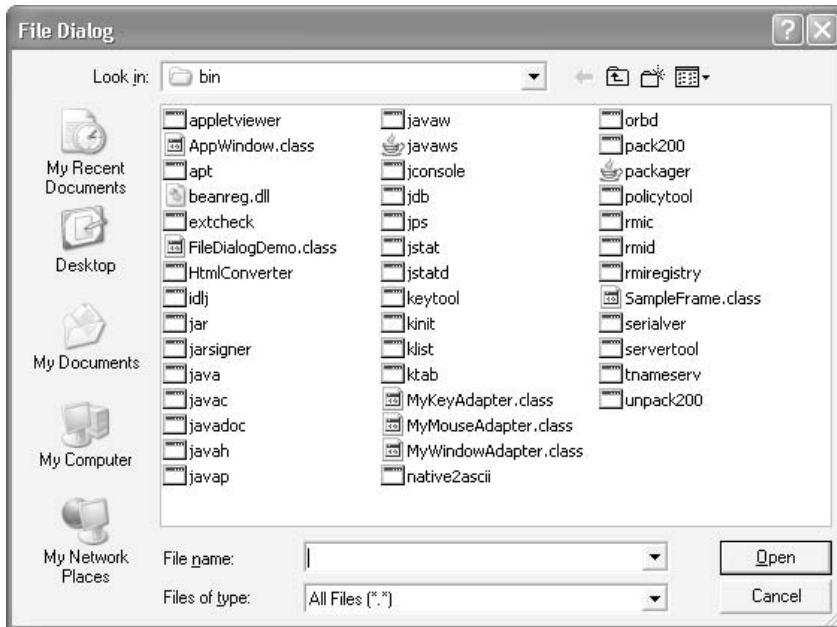 File Dialog
Look in:
bin
My Recent
Documents
Desktop
My Documents
My Computer
My Network
Places
appletviewer
AppWindow.class
apt
beanreg.dll
extcheck
FileDialogDemo.class
HtmlConverter
idlj
jar
jarsigner
java
javac
javadoc
javah
javap
javaw
javaws
jconsole
jdb
jps
jstat
jstatd
keytool
kinit
klist
ktab
MyKeyAdapter.class
MyMouseAdapter.class
MyWindowAdapter.class
native2ascii
orbd
pack200
packager
policytool
rmic
rmid
rmiregistry
SampleFrame.class
serialver
servertool
tnameserv
unpack200
File name:
Open
Files of type:
All Files (*.*)
Cancel